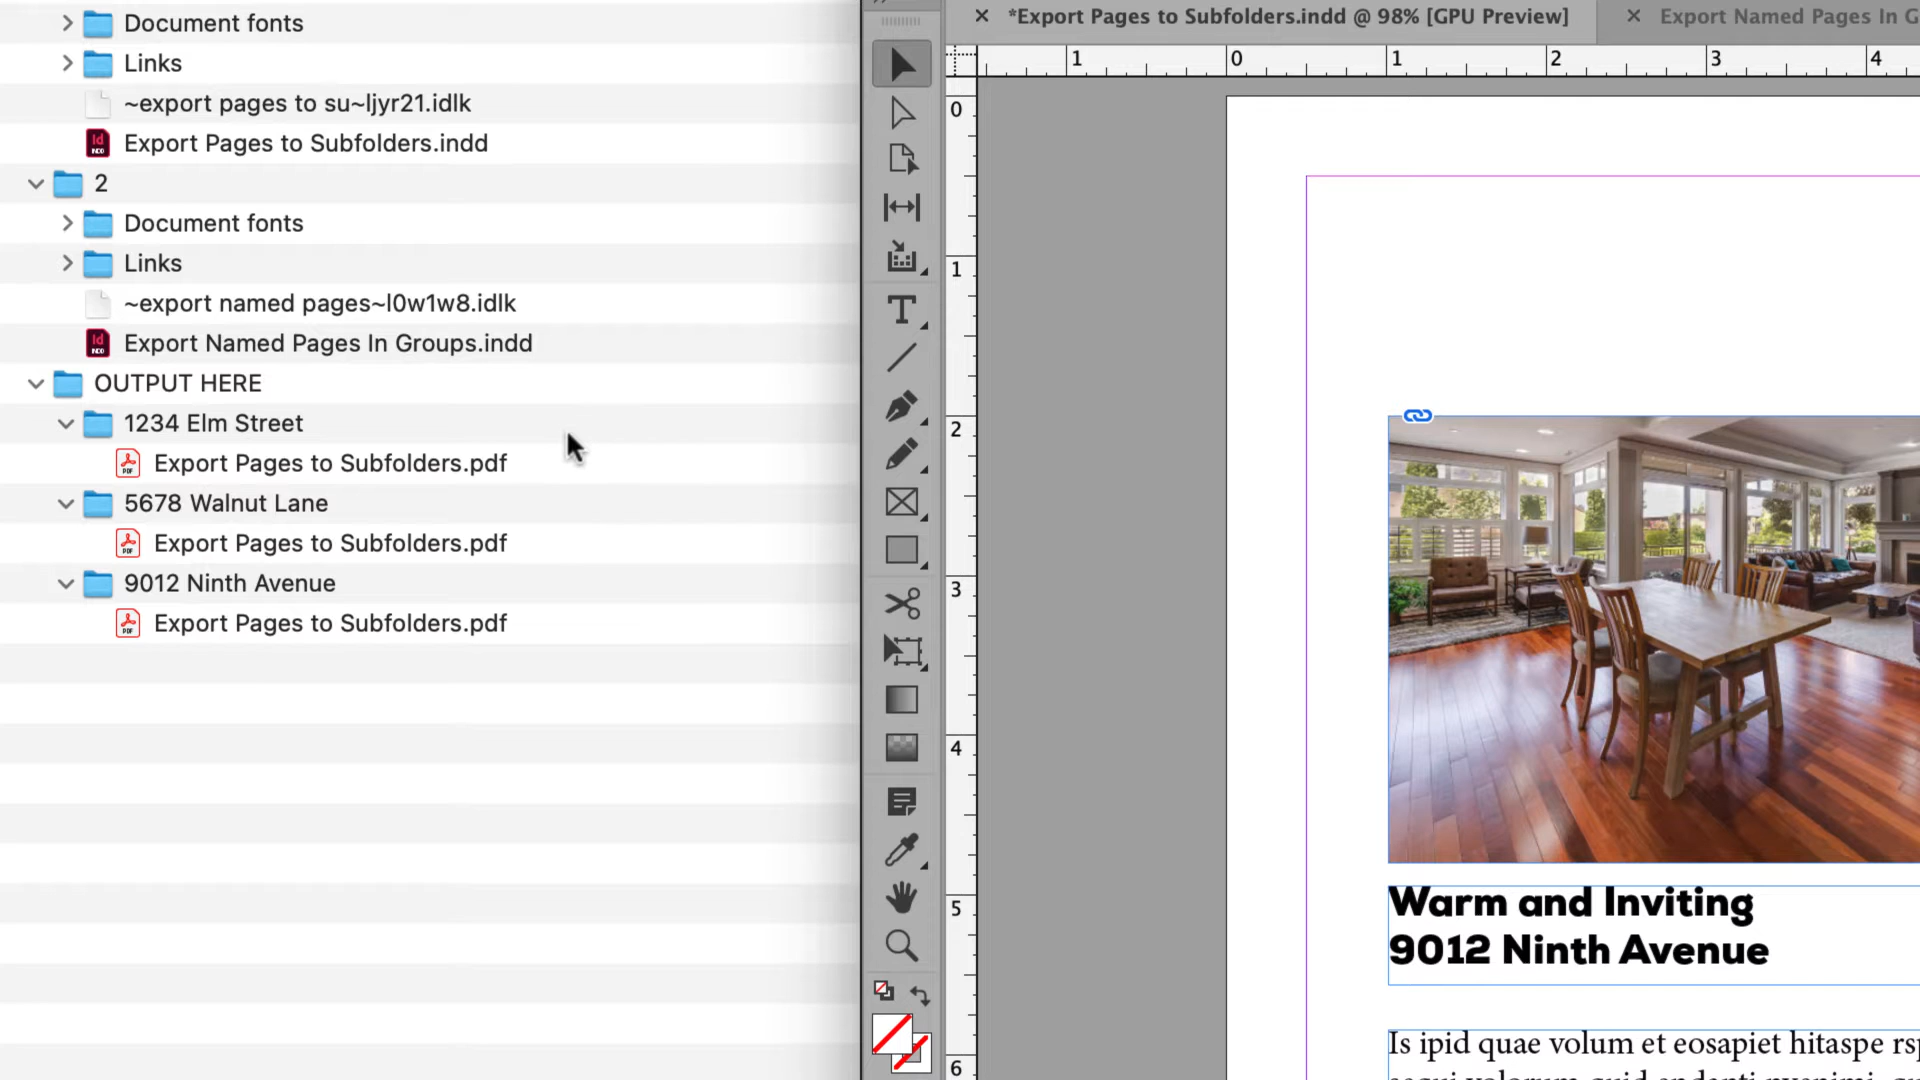 Document fonts
Links
~export pages to su~ljyr21.idlk
Export Pages to Subfolders.indd
2
Document fonts
Links
~export named pages~l0w1w8.idlk
Export Named Pages In Groups.indd
OUTPUT HERE
1234 Elm Street
Export Pages to Subfolders.pdf
5678 Walnut Lane
Export Pages to Subfolders.pdf
9012 Ninth Avenue
Export Pages to Subfolders.pdf
*Export Pages to Subfolders.indd @ 98% [GPU Preview]
Export Named Pages In G
1 0 1 2 3 4
0
1
2
3
4
5
6
Warm and Inviting
9012 Ninth Avenue
Is ipid quae volum et eosapiet hitaspe rsp